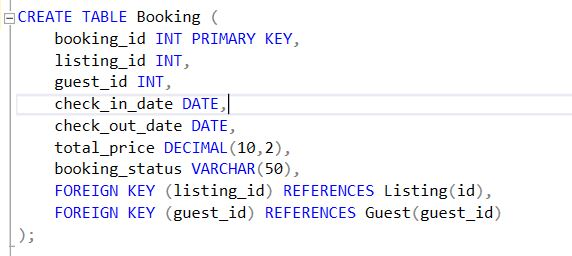 CREATE TABLE Booking (
    booking_id INT PRIMARY KEY,
    listing_id INT,
    guest_id INT,
    check_in_date DATE,
    check_out_date DATE,
    total_price DECIMAL(10,2),
    booking_status VARCHAR(50),
    FOREIGN KEY (listing_id) REFERENCES Listing(id),
    FOREIGN KEY (guest_id) REFERENCES Guest(guest_id)
);